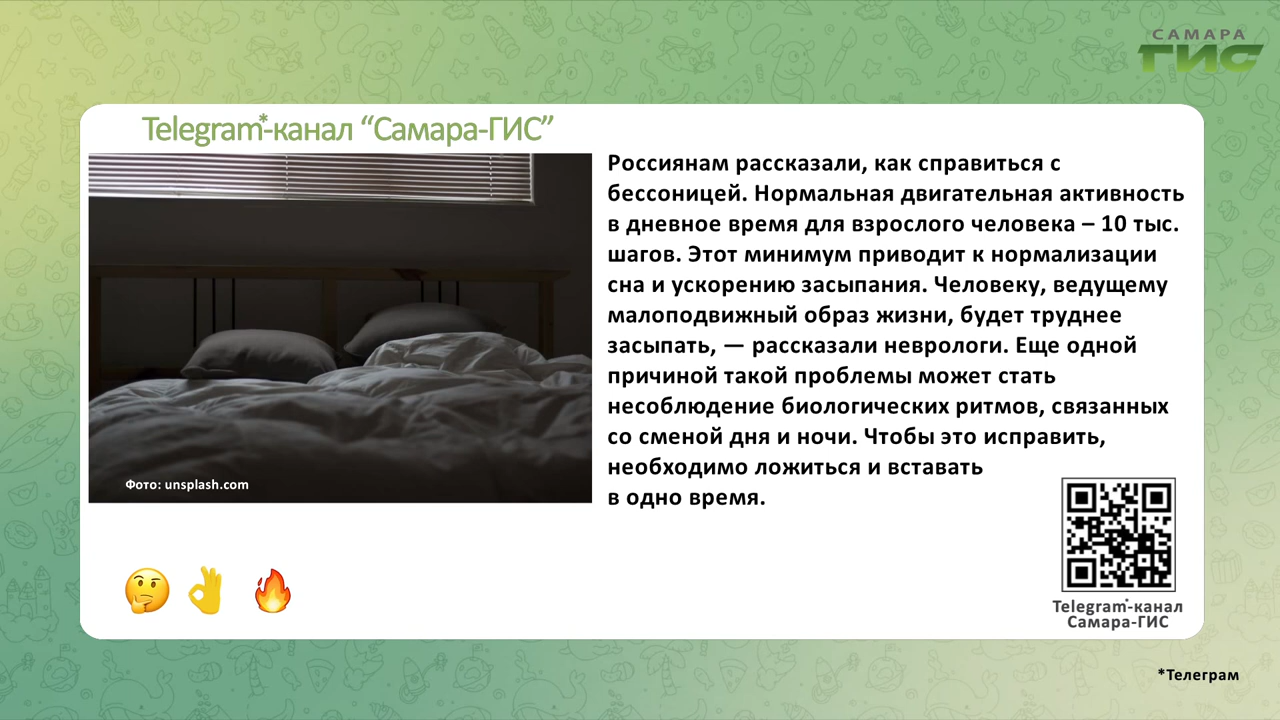 САМАРА
ГИС
Telegram*-канал “Самара-ГИС”
Россиянам рассказали, как справиться с
бессоницей. Нормальная двигательная активность
в дневное время для взрослого человека – 10 тыс.
шагов. Этот минимум приводит к нормализации
сна и ускорению засыпания. Человеку, ведущему
малоподвижный образ жизни, будет труднее
засыпать, — рассказали неврологи. Еще одной
причиной такой проблемы может стать
несоблюдение биологических ритмов, связанных
со сменой дня и ночи. Чтобы это исправить,
необходимо ложиться и вставать
в одно время.
Фото: unsplash.com
Telegram*-канал
Самара-ГИС
*Телеграм